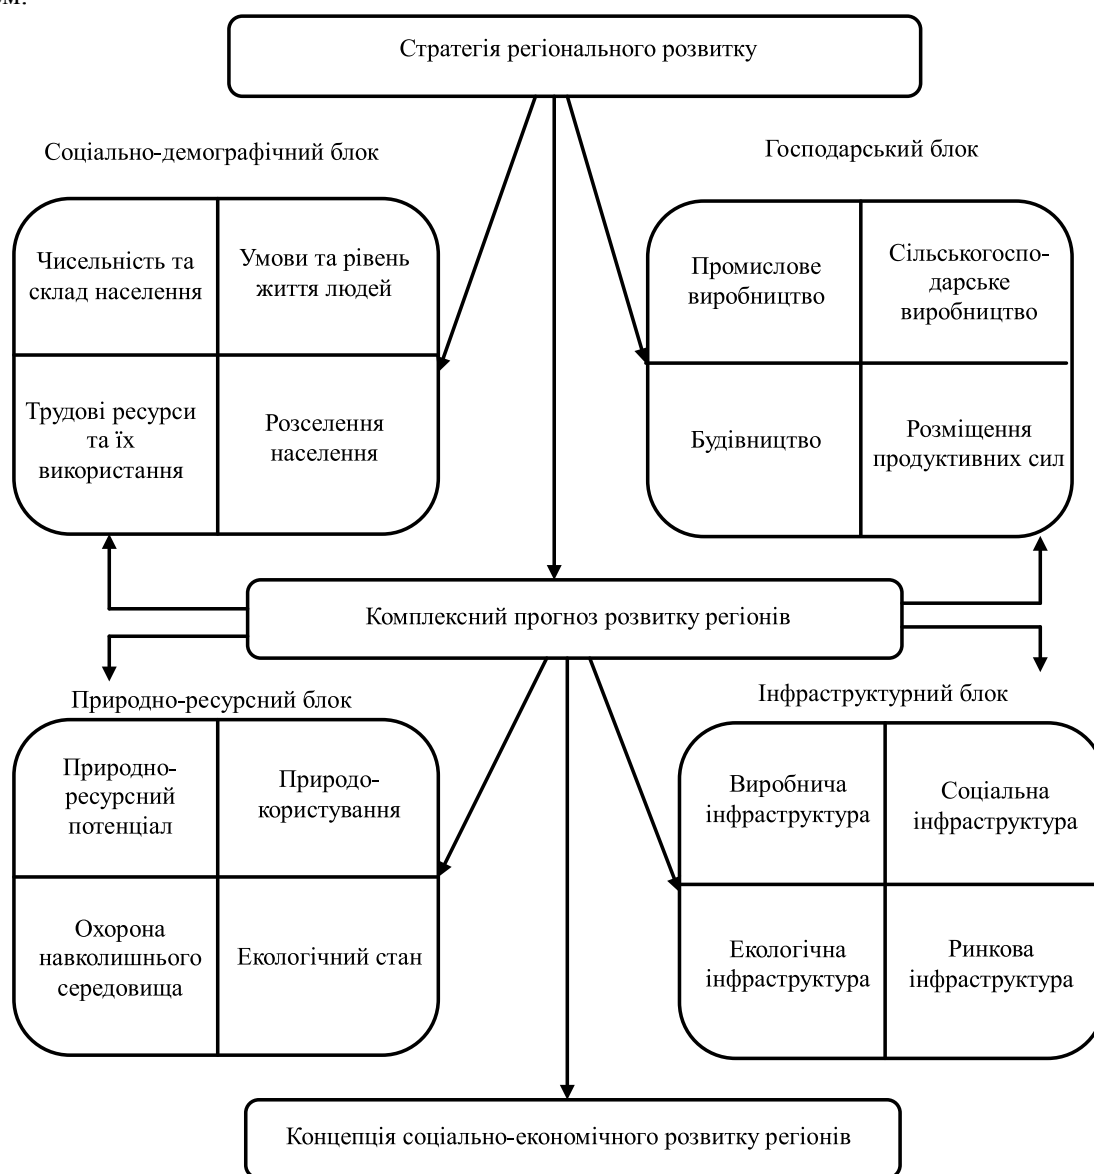 Стратегія регіонального розвитку
Соціально-демографічний блок
Господарський блок
Чисельність та
склад населення
Умови та рівень
життя людей
Промислове
виробництво
Сільськогоспо-
дарське
виробництво
Трудові ресурси
та їх
використання
Розселення
населення
Будівництво
Розміщення
продуктивних сил
Комплексний прогноз розвитку регіонів
Природно-ресурсний блок
Інфраструктурний блок
Природно-
ресурсний
потенціал
Природо-
користування
Виробнича
інфраструктура
Соціальна
інфраструктура
Охорона
навколишнього
середовища
Екологічний стан
Екологічна
інфраструктура
Ринкова
інфраструктура
Концепція соціально-економічного розвитку регіонів